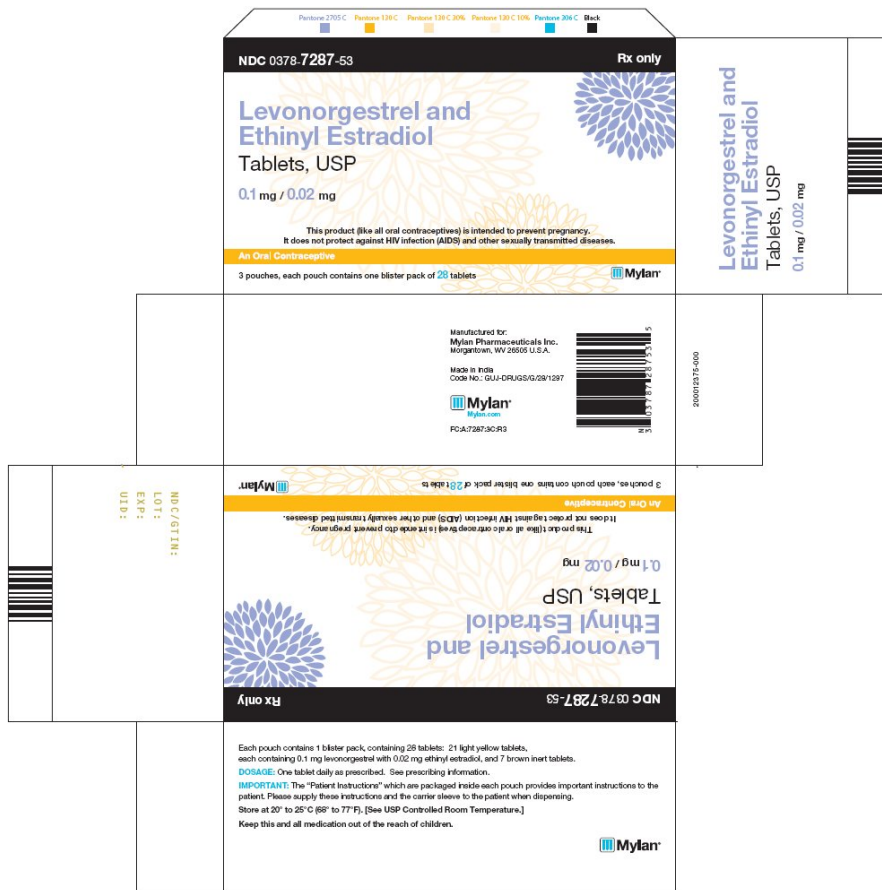 Pantone 2705 C Pantone 130 C Pantone 130 C 30% Pantone 130 C 10% Pantone 306 C Black
NDC 0378-7287-53 Rx only
Levonorgestrel and
Ethinyl Estradiol
Tablets, USP
0.1 mg / 0.02 mg
This product (like all oral contraceptives) is intended to prevent pregnancy.
It does not protect against HIV infection (AIDS) and other sexually transmitted diseases.
An Oral Contraceptive
3 pouches, each pouch contains one blister pack of 28 tablets
Mylan®
Levonorgestrel and
Ethinyl Estradiol
Tablets, USP
0.1 mg / 0.02 mg
Manufactured for:
Mylan Pharmaceuticals Inc.
Morgantown, WV 26505 U.S.A.
Made in India
Code No.: GUJ-DRUGS/G/28/1297
Mylan®
Mylan.com
FC:A:7287:3C:R3
N
3 0378728753 5
200012375-000
NDC/GTIN:
LOT:
EXP:
UID:
NDC 0378-7287-53 Rx only
Levonorgestrel and
Ethinyl Estradiol
Tablets, USP
0.1 mg / 0.02 mg
This product (like all oral contraceptives) is intended to prevent pregnancy.
It does not protect against HIV infection (AIDS) and other sexually transmitted diseases.
An Oral Contraceptive
3 pouches, each pouch contains one blister pack of 28 tablets
Mylan®
Each pouch contains 1 blister pack, containing 28 tablets: 21 light yellow tablets,
each containing 0.1 mg levonorgestrel with 0.02 mg ethinyl estradiol, and 7 brown inert tablets.
DOSAGE: One tablet daily as prescribed. See prescribing information.
IMPORTANT: The “Patient Instructions” which are packaged inside each pouch provides important instructions to the
patient. Please supply these instructions and the carrier sleeve to the patient when dispensing.
Store at 20° to 25°C (68° to 77°F). [See USP Controlled Room Temperature.]
Keep this and all medication out of the reach of children.
Mylan®